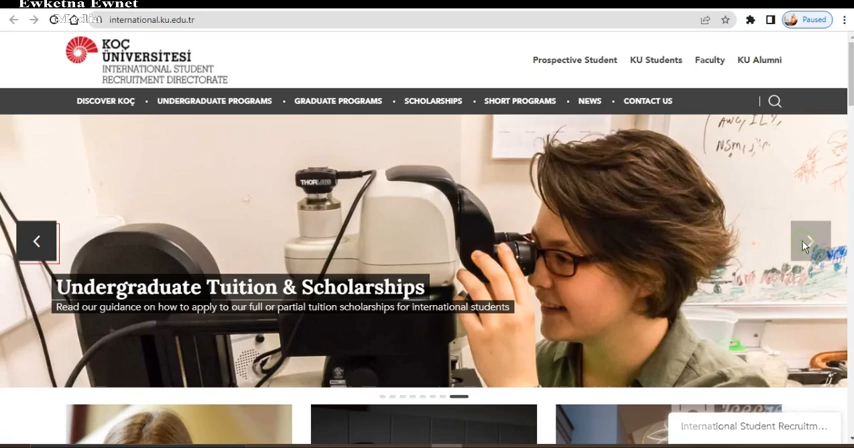 Ewketna Ewnet
international.ku.edu.tr
Paused
KOÇ
ÜNİVERSİTESİ
INTERNATIONAL STUDENT
RECRUITMENT DIRECTORATE
Prospective Student KU Students Faculty KU Alumni
DISCOVER KOÇ • UNDERGRADUATE PROGRAMS • GRADUATE PROGRAMS • SCHOLARSHIPS • SHORT PROGRAMS • NEWS • CONTACT US
THORLABS
Undergraduate Tuition & Scholarships
Read our guidance on how to apply to our full or partial tuition scholarships for international students
International Student Recruitm...